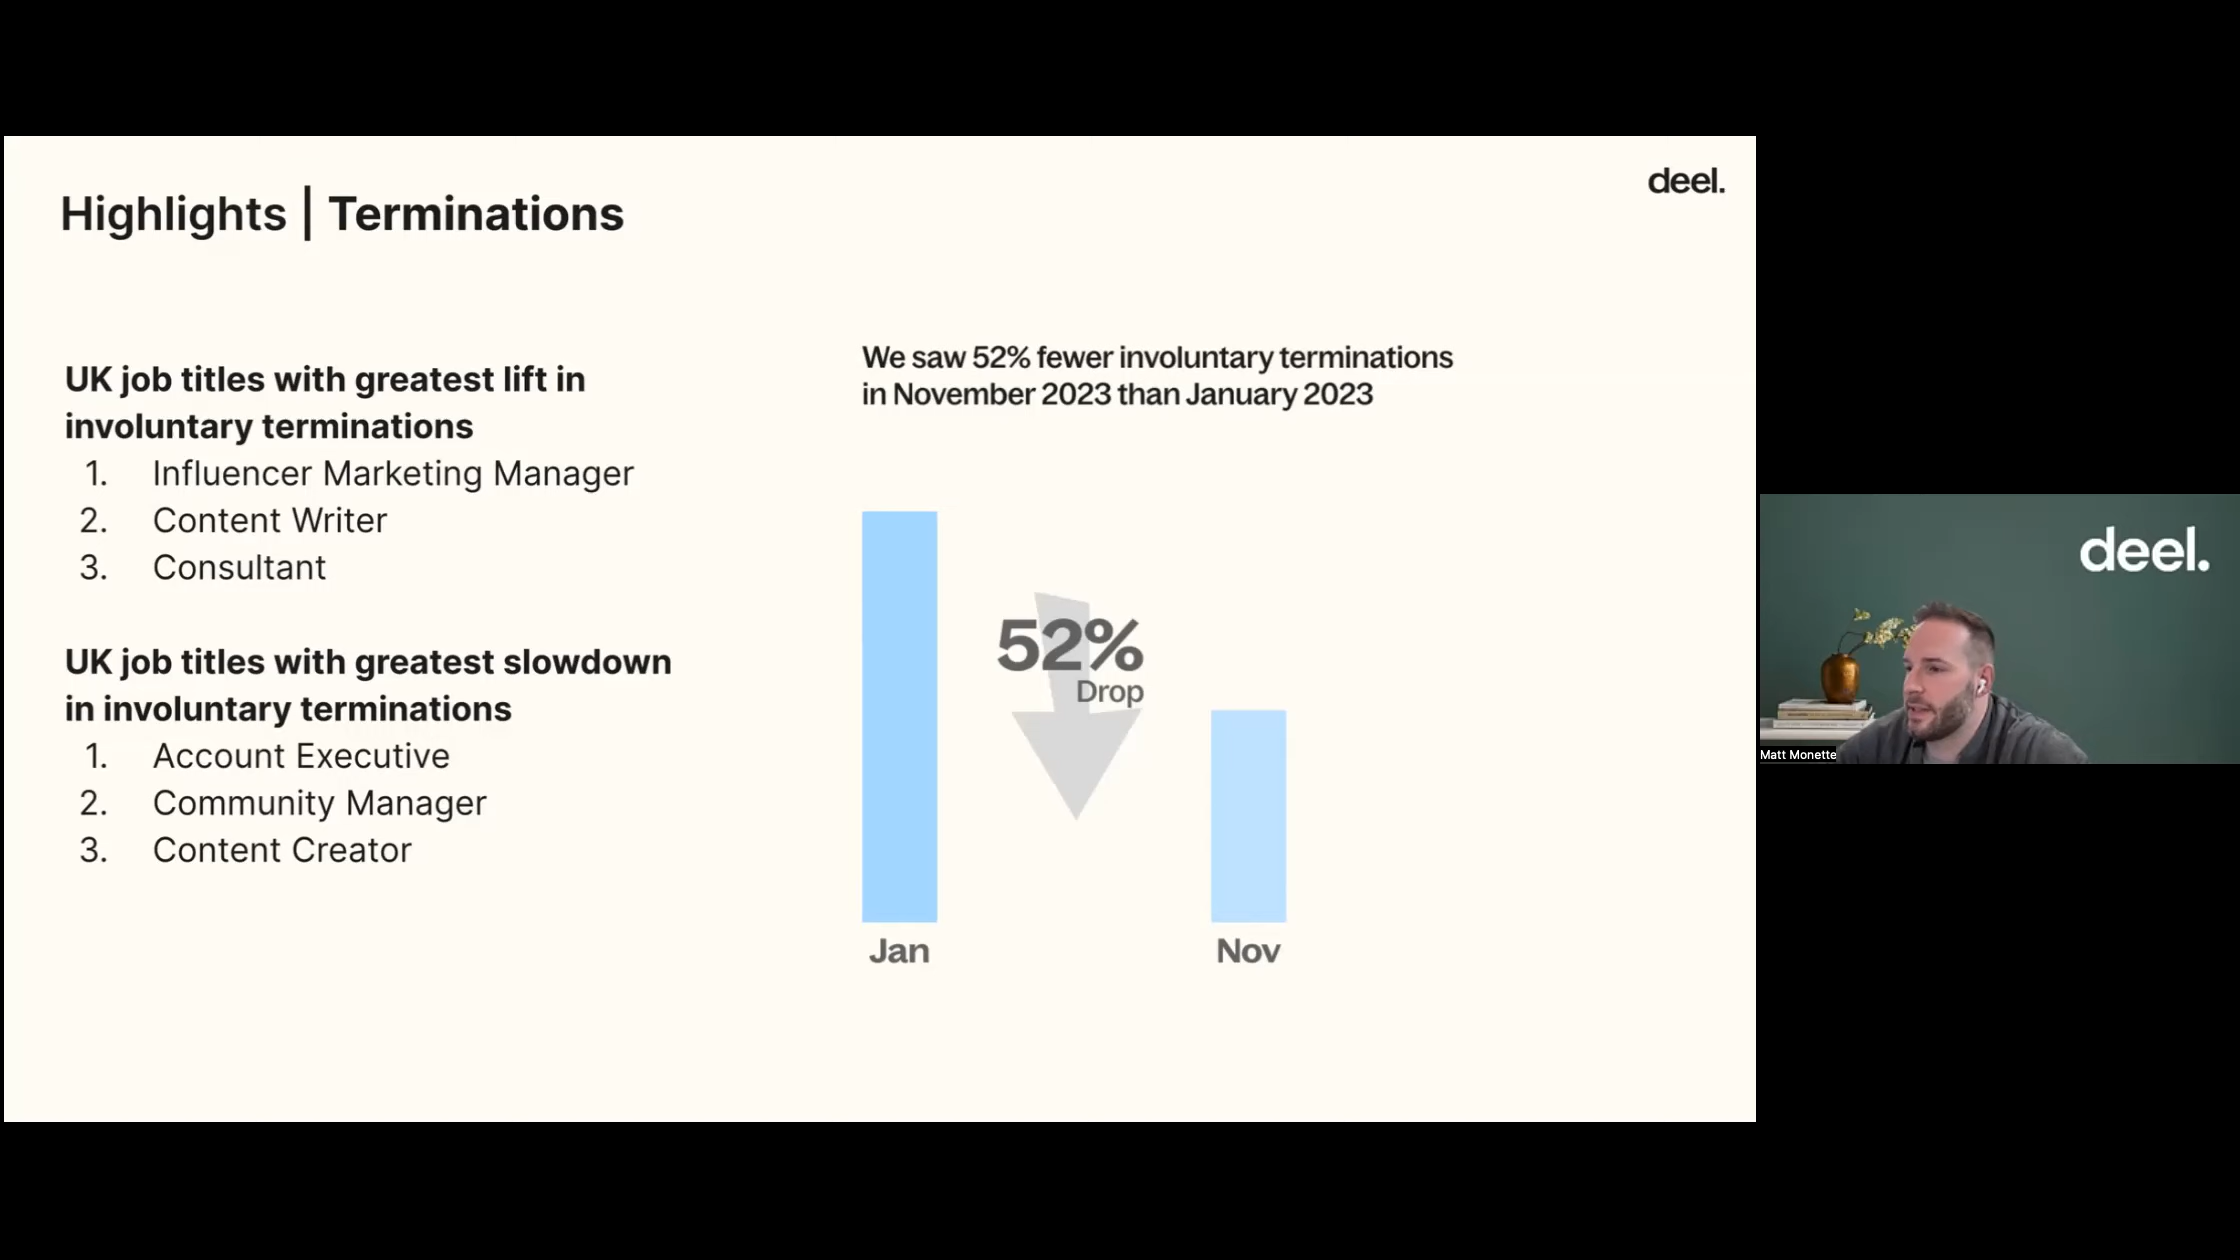 deel.
Highlights | Terminations
UK job titles with greatest lift in
involuntary terminations
1. Influencer Marketing Manager
2. Content Writer
3. Consultant
UK job titles with greatest slowdown
in involuntary terminations
1. Account Executive
2. Community Manager
3. Content Creator
We saw 52% fewer involuntary terminations
in November 2023 than January 2023
52%
Drop
Jan
Nov
deel.
Matt Monette